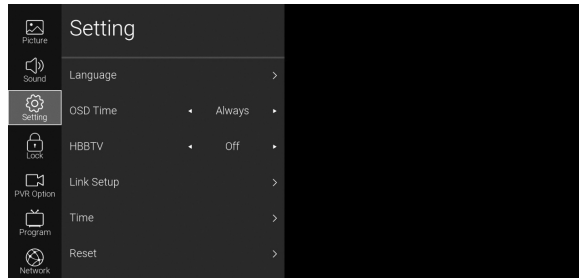 Picture
Sound
Setting
Lock
PVR Option
Program
Network
Setting
Language
OSD Time Always
HBBTV Off
Link Setup
Time
Reset